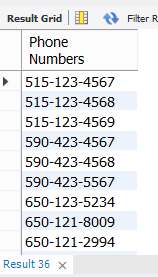 Result Grid Filter R
Phone
Numbers
515-123-4567
515-123-4568
515-123-4569
590-423-4567
590-423-4568
590-423-5567
650-123-5234
650-121-8009
650-121-2994
Result 36